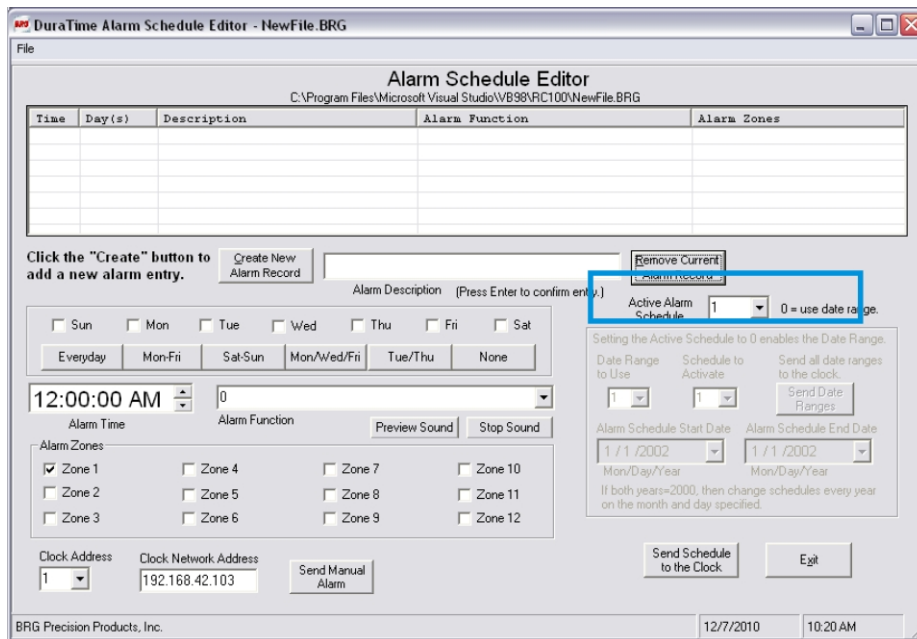 BRG DuraTime Alarm Schedule Editor - NewFile.BRG
File
Alarm Schedule Editor
C:\Program Files\Microsoft Visual Studio\VB98\RC100\NewFile.BRG
Time Day(s) Description Alarm Function Alarm Zones
Click the "Create" button to
add a new alarm entry.
Create New
Alarm Record
Alarm Description (Press Enter to confirm entry.)
Remove Current
Alarm Record
Active Alarm
Schedule
1
0 = use date range.
Sun Mon Tue Wed Thu Fri Sat
Everyday Mon-Fri Sat-Sun Mon/Wed/Fri Tue/Thu None
12:00:00 AM
Alarm Time
0
Alarm Function
Preview Sound Stop Sound
Setting the Active Schedule to 0 enables the Date Range.
Date Range
to Use
1
Schedule to
Activate
1
Send all date ranges
to the clock.
Send Date
Ranges
Alarm Schedule Start Date Alarm Schedule End Date
1 / 1 /2002 1 / 1 /2002
Mon/Day/Year Mon/Day/Year
If both years=2000, then change schedules every year
on the month and day specified.
Alarm Zones
Zone 1 Zone 4 Zone 7 Zone 10
Zone 2 Zone 5 Zone 8 Zone 11
Zone 3 Zone 6 Zone 9 Zone 12
Clock Address
1
Clock Network Address
192.168.42.103
Send Manual
Alarm
Send Schedule
to the Clock
Exit
BRG Precision Products, Inc. 12/7/2010 10:20 AM